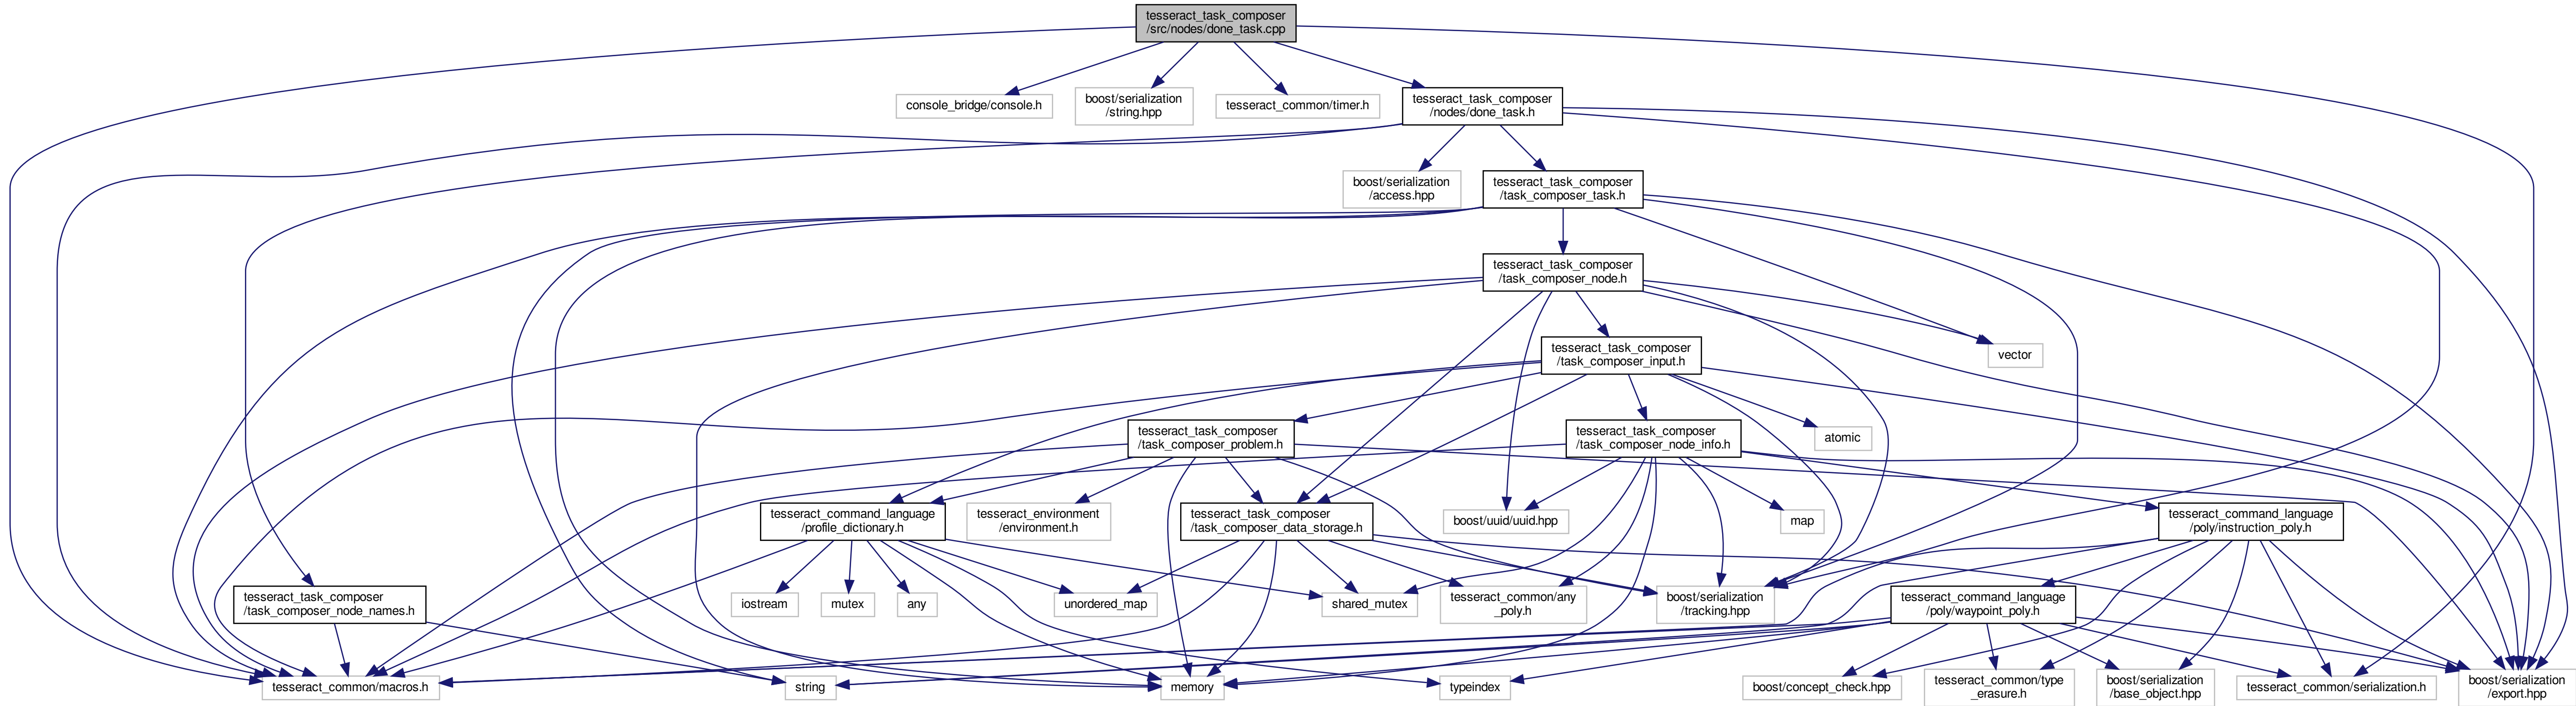 tesseract_task_composer
/src/nodes/done_task.cpp
console_bridge/console.h
boost/serialization
/string.hpp
tesseract_common/timer.h
tesseract_task_composer
/nodes/done_task.h
boost/serialization
/access.hpp
tesseract_task_composer
/task_composer_task.h
tesseract_task_composer
/task_composer_node.h
tesseract_task_composer
/task_composer_input.h
vector
tesseract_task_composer
/task_composer_problem.h
tesseract_task_composer
/task_composer_node_info.h
atomic
tesseract_command_language
/profile_dictionary.h
tesseract_environment
/environment.h
tesseract_task_composer
/task_composer_data_storage.h
boost/uuid/uuid.hpp
map
tesseract_command_language
/poly/instruction_poly.h
tesseract_task_composer
/task_composer_node_names.h
iostream
mutex
any
unordered_map
shared_mutex
tesseract_common/any
_poly.h
boost/serialization
/tracking.hpp
tesseract_command_language
/poly/waypoint_poly.h
tesseract_common/macros.h
string
memory
typeindex
boost/concept_check.hpp
tesseract_common/type
_erasure.h
boost/serialization
/base_object.hpp
tesseract_common/serialization.h
boost/serialization
/export.hpp